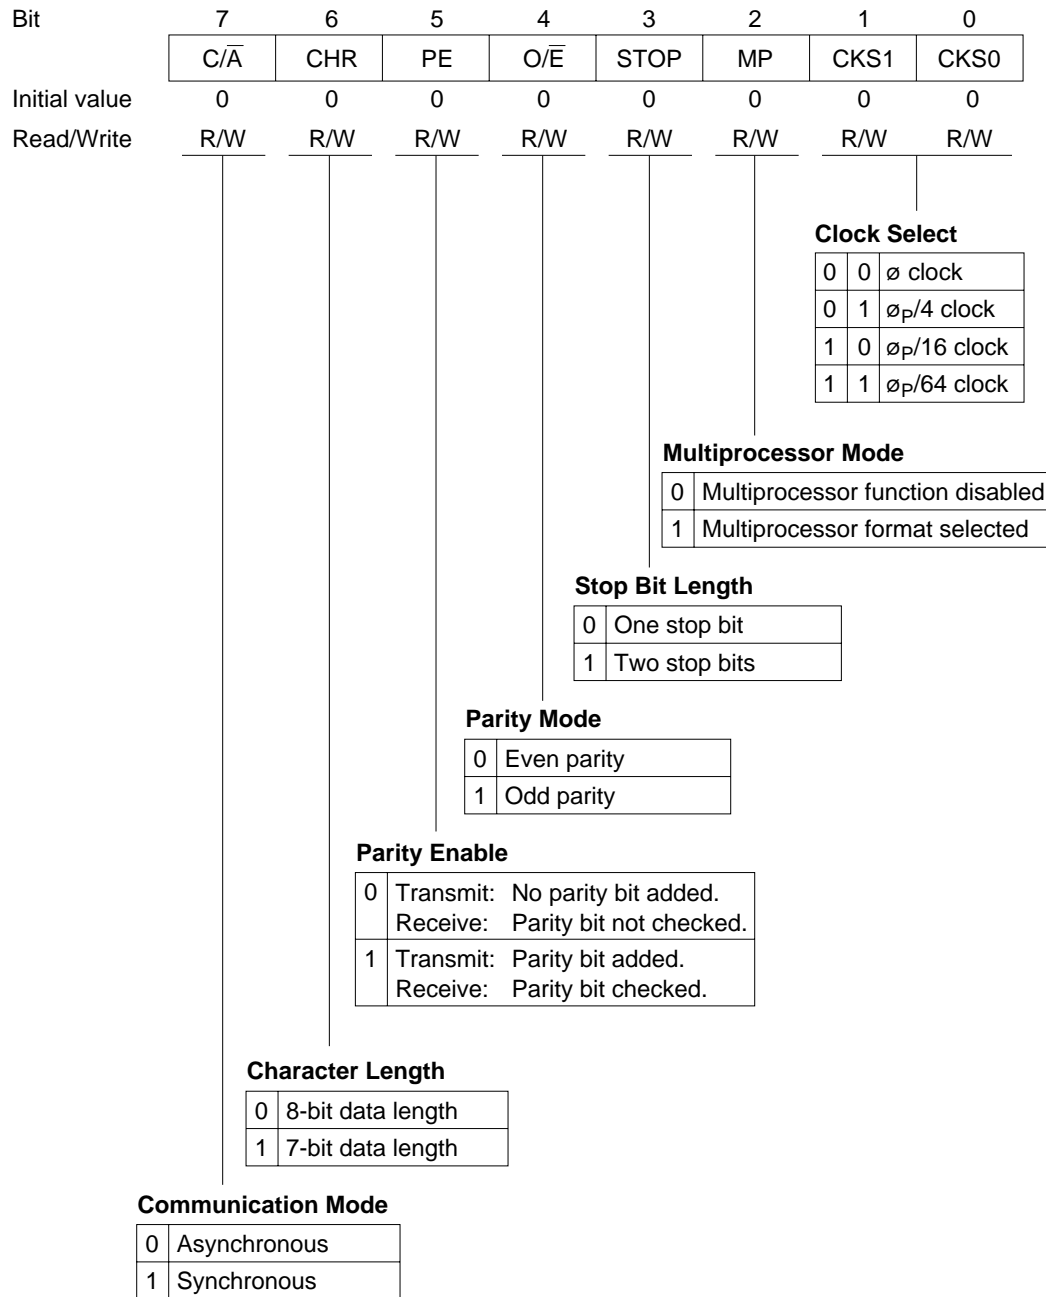 Bit 7 6 5 4 3 2 1 0
C/A̅ CHR PE O/E̅ STOP MP CKS1 CKS0
Initial value 0 0 0 0 0 0 0 0
Read/Write R/W R/W R/W R/W R/W R/W R/W R/W
Clock Select
0 0 ø clock
0 1 øP/4 clock
1 0 øP/16 clock
1 1 øP/64 clock
Multiprocessor Mode
0 Multiprocessor function disabled
1 Multiprocessor format selected
Stop Bit Length
0 One stop bit
1 Two stop bits
Parity Mode
0 Even parity
1 Odd parity
Parity Enable
0 Transmit: No parity bit added.
Receive: Parity bit not checked.
1 Transmit: Parity bit added.
Receive: Parity bit checked.
Character Length
0 8-bit data length
1 7-bit data length
Communication Mode
0 Asynchronous
1 Synchronous